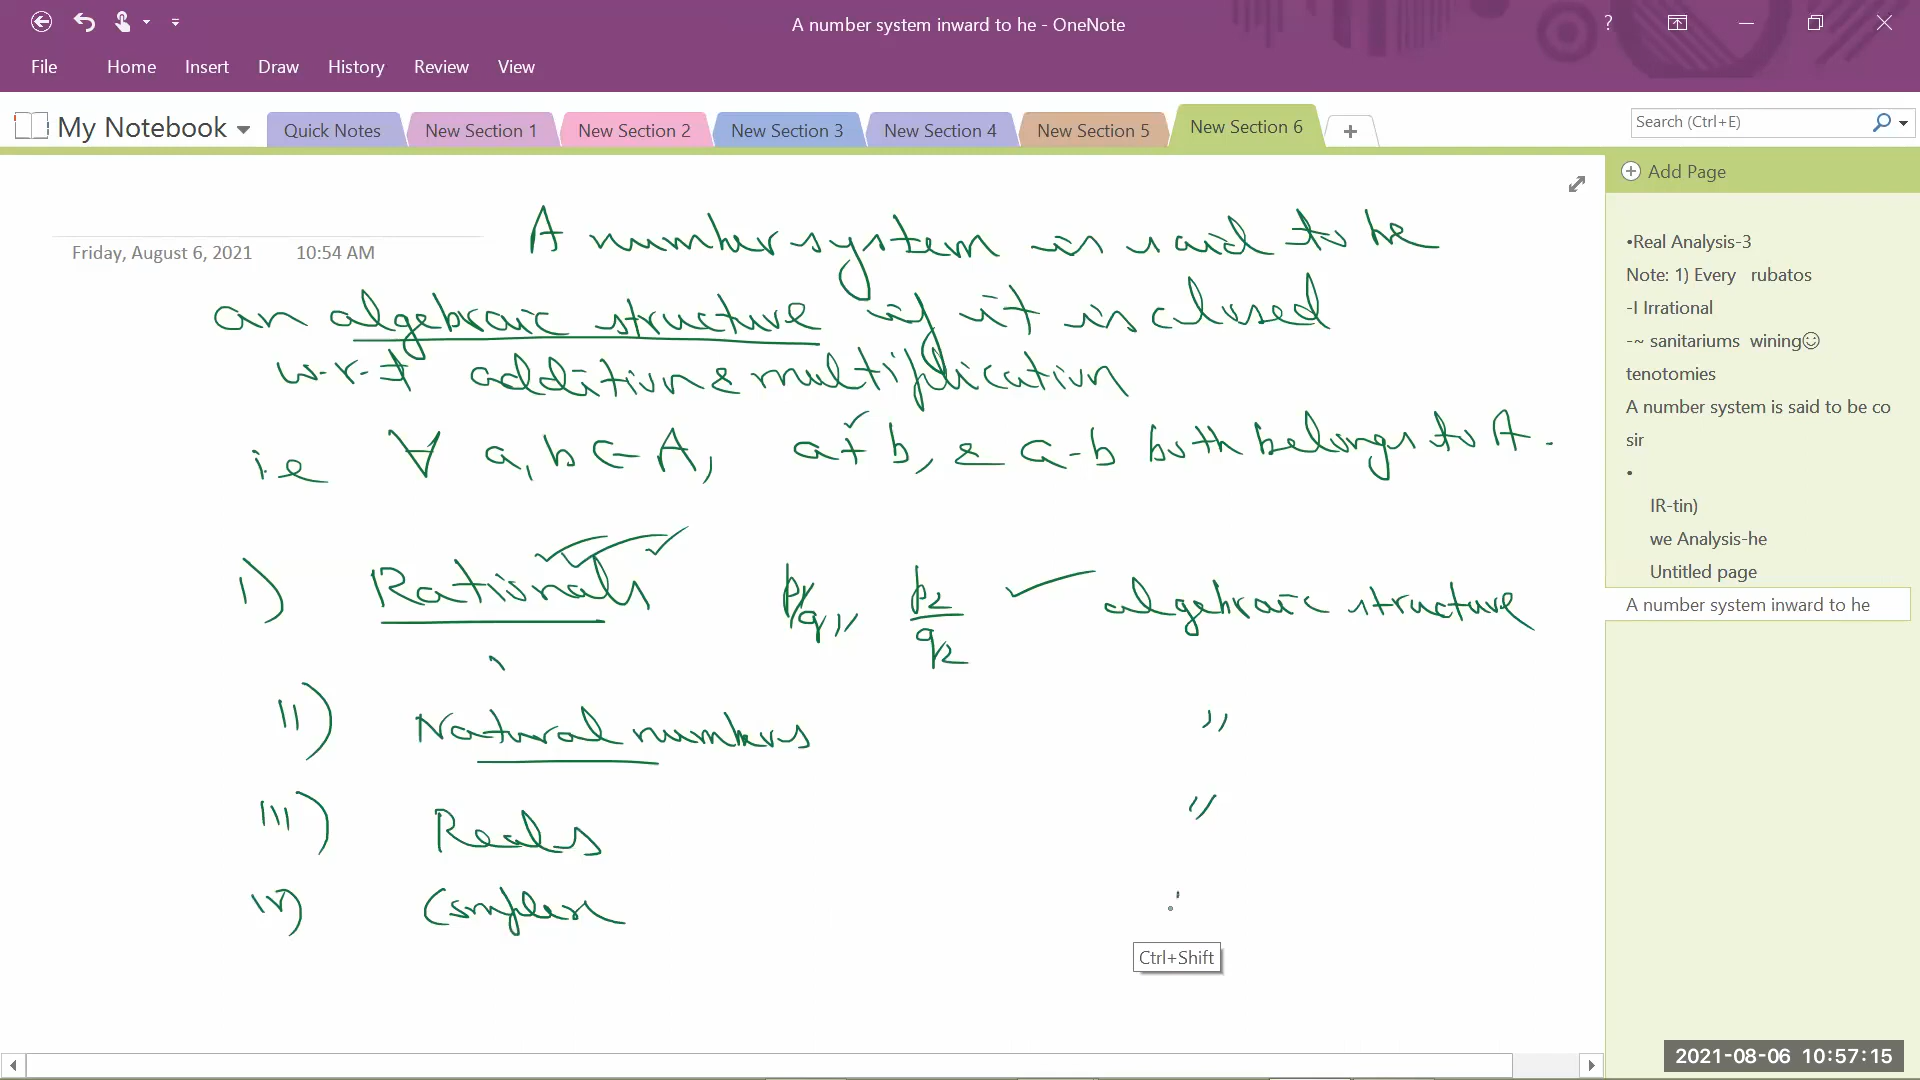 A number system inward to he - OneNote
?
File Home Insert Draw History Review View
My Notebook
Quick Notes New Section 1 New Section 2 New Section 3 New Section 4 New Section 5 New Section 6 +
Search (Ctrl+E)
Friday, August 6, 2021 10:54 AM
A number system is said to be
an algebraic structure if it is closed
w.r.t addition & multiplication
i.e ∀ a, b ∈ A, a + b, & a.b both belongs to A.
i) Rationals p1/q1, p2/q2 ✓ algebraic structure
ii) Natural numbers "
iii) Reals "
iv) Complex
Ctrl+Shift
Add Page
•Real Analysis-3
Note: 1) Every rubatos
-I Irrational
-~ sanitariums wining☺
tenotomies
A number system is said to be co
sir
•
IR-tin)
we Analysis-he
Untitled page
A number system inward to he
2021-08-06 10:57:15